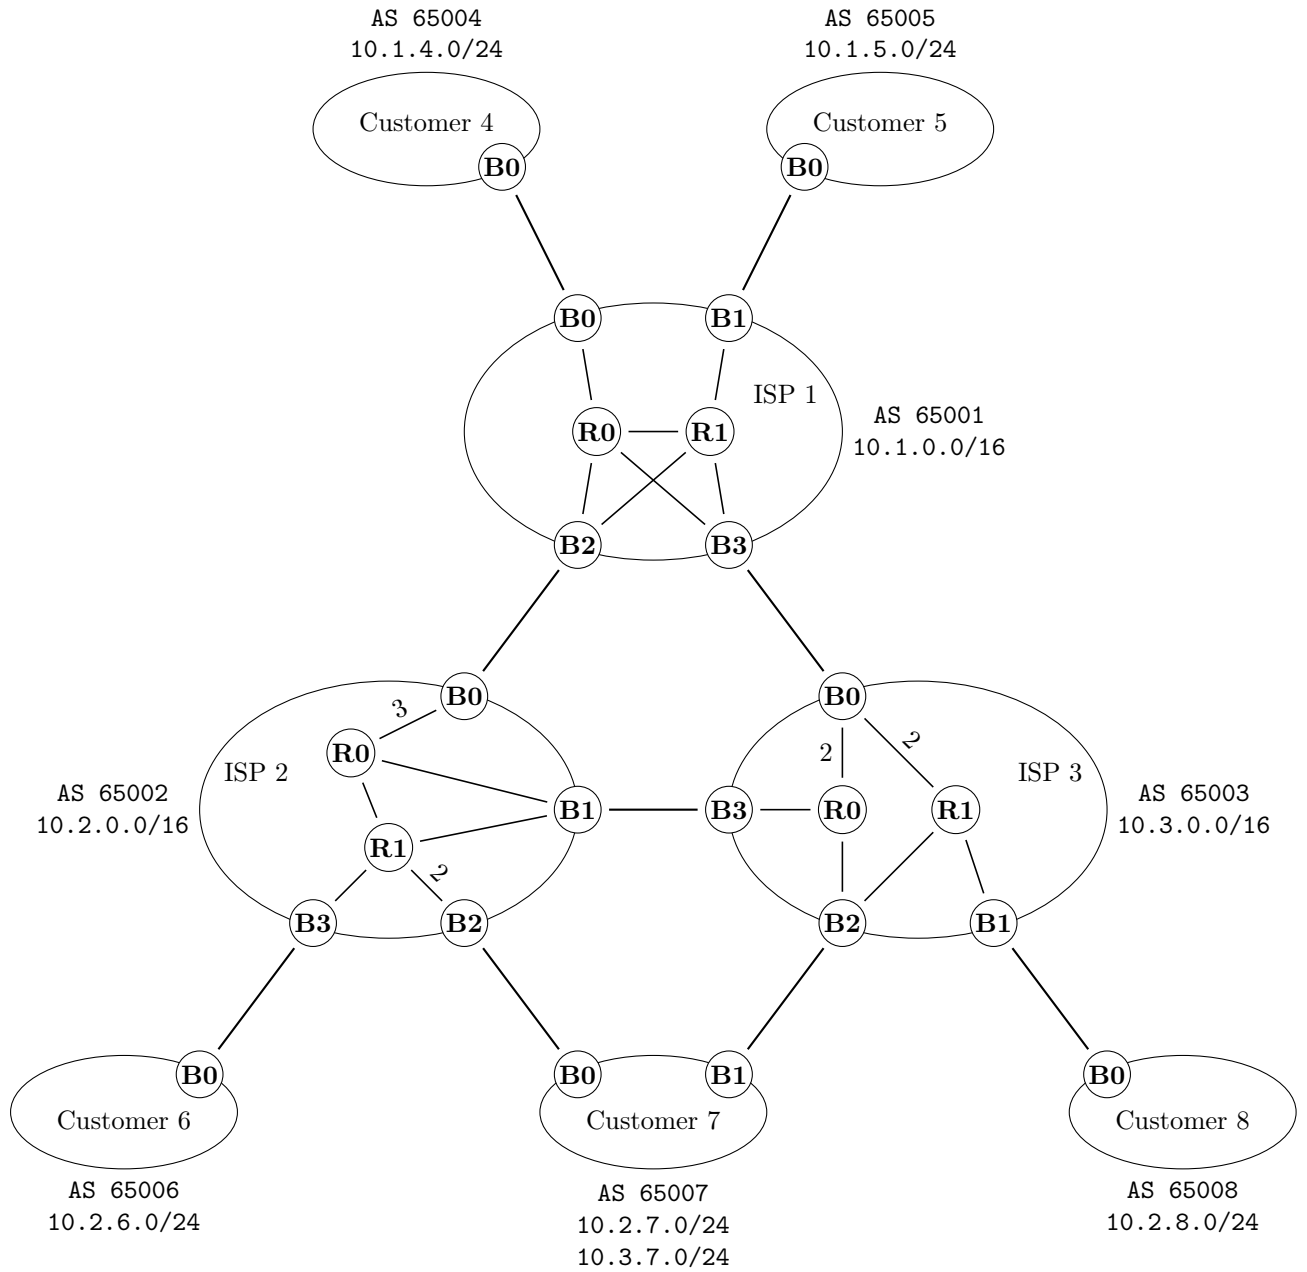 AS 65004
10.1.4.0/24
AS 65005
10.1.5.0/24
Customer 4
Customer 5
B0
B0
B0
B1
ISP 1
AS 65001
10.1.0.0/16
R0
R1
B2
B3
B0
B0
3
2
2
R0
ISP 2
ISP 3
AS 65002
10.2.0.0/16
AS 65003
10.3.0.0/16
B1
B3
R0
R1
R1
2
B3
B2
B2
B1
B0
B0
B1
B0
Customer 6
Customer 7
Customer 8
AS 65006
10.2.6.0/24
AS 65007
10.2.7.0/24
10.3.7.0/24
AS 65008
10.2.8.0/24